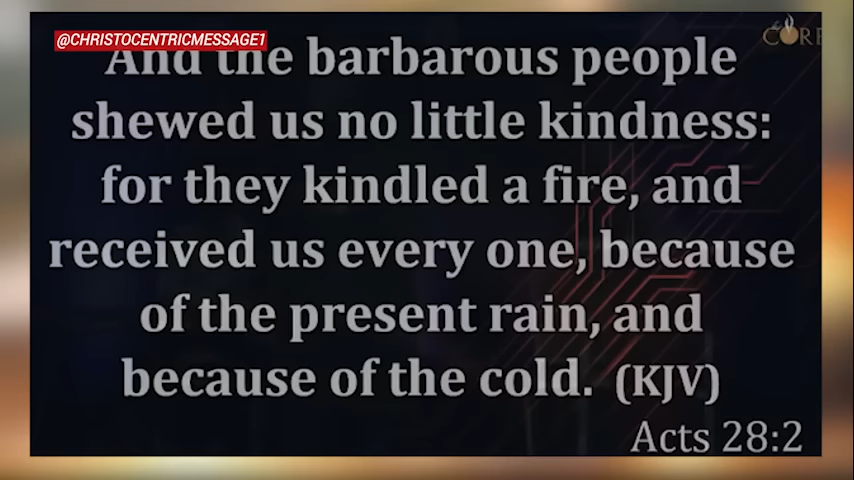 @CHRISTOCENTRICMESSAGE1
And the barbarous people
shewed us no little kindness:
for they kindled a fire, and
received us every one, because
of the present rain, and
because of the cold. (KJV)
Acts 28:2